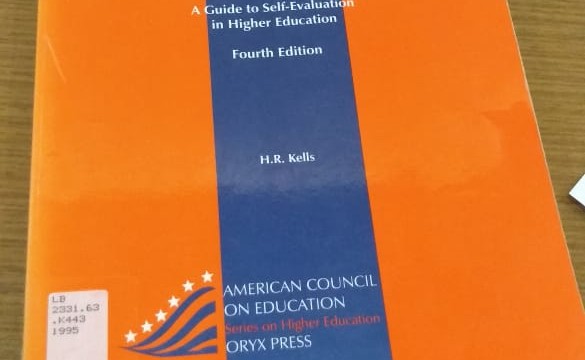 A Guide to Self-Evaluation
in Higher Education
Fourth Edition
H.R. Kells
AMERICAN COUNCIL
ON EDUCATION
Series on Higher Education
ORYX PRESS
LB
2331.63
.K443
1995